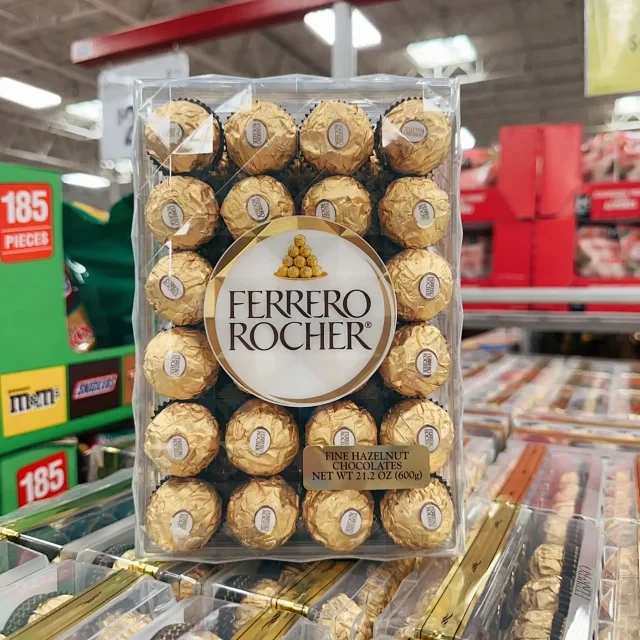 185
PIECES
m&m's
SNICKERS
185
FERRERO
ROCHER®
FINE HAZELNUT
CHOCOLATES
NET WT 21.2 OZ (600g)